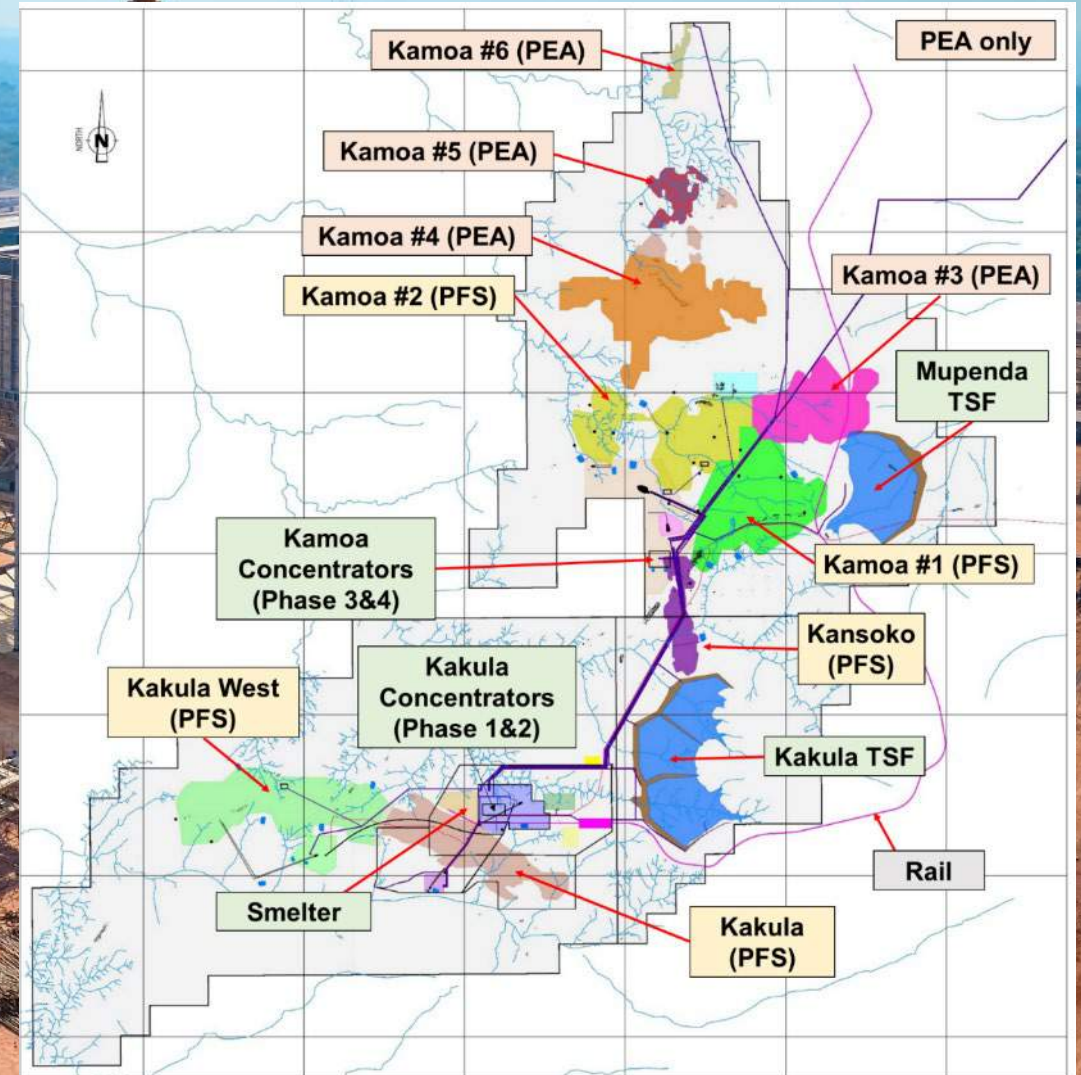 Kamoa #6 (PEA)
PEA only
NORTH
N
Kamoa #5 (PEA)
Kamoa #4 (PEA)
Kamoa #3 (PEA)
Kamoa #2 (PFS)
Mupenda
TSF
Kamoa
Concentrators
(Phase 3&4)
Kamoa #1 (PFS)
Kansoko
(PFS)
Kakula
Concentrators
(Phase 1&2)
Kakula West
(PFS)
Kakula TSF
Rail
Smelter
Kakula
(PFS)